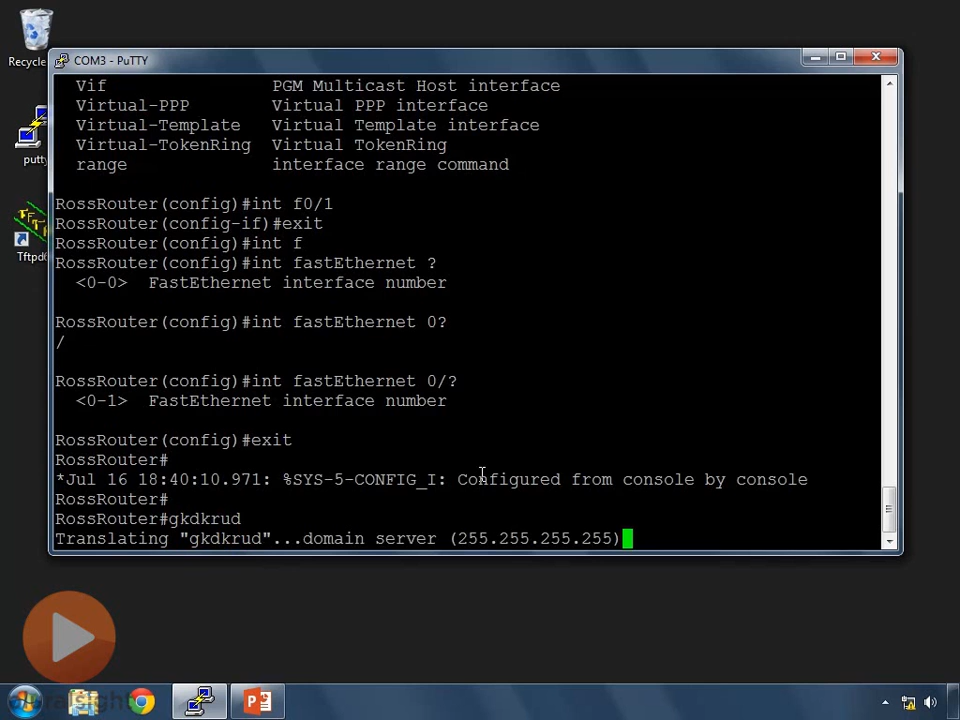 Recycle
COM3 - PuTTY
Vif PGM Multicast Host interface
Virtual-PPP Virtual PPP interface
Virtual-Template Virtual Template interface
Virtual-TokenRing Virtual TokenRing
range interface range command
putty
RossRouter(config)#int f0/1
RossRouter(config-if)#exit
RossRouter(config)#int f
RossRouter(config)#int fastEthernet ?
<0-0> FastEthernet interface number
Tftpd6
RossRouter(config)#int fastEthernet 0?
/
RossRouter(config)#int fastEthernet 0/?
<0-1> FastEthernet interface number
RossRouter(config)#exit
RossRouter#
*Jul 16 18:40:10.971: %SYS-5-CONFIG_I: Configured from console by console
RossRouter#
RossRouter#gkdkrud
Translating "gkdkrud"...domain server (255.255.255.255)
pluralsight